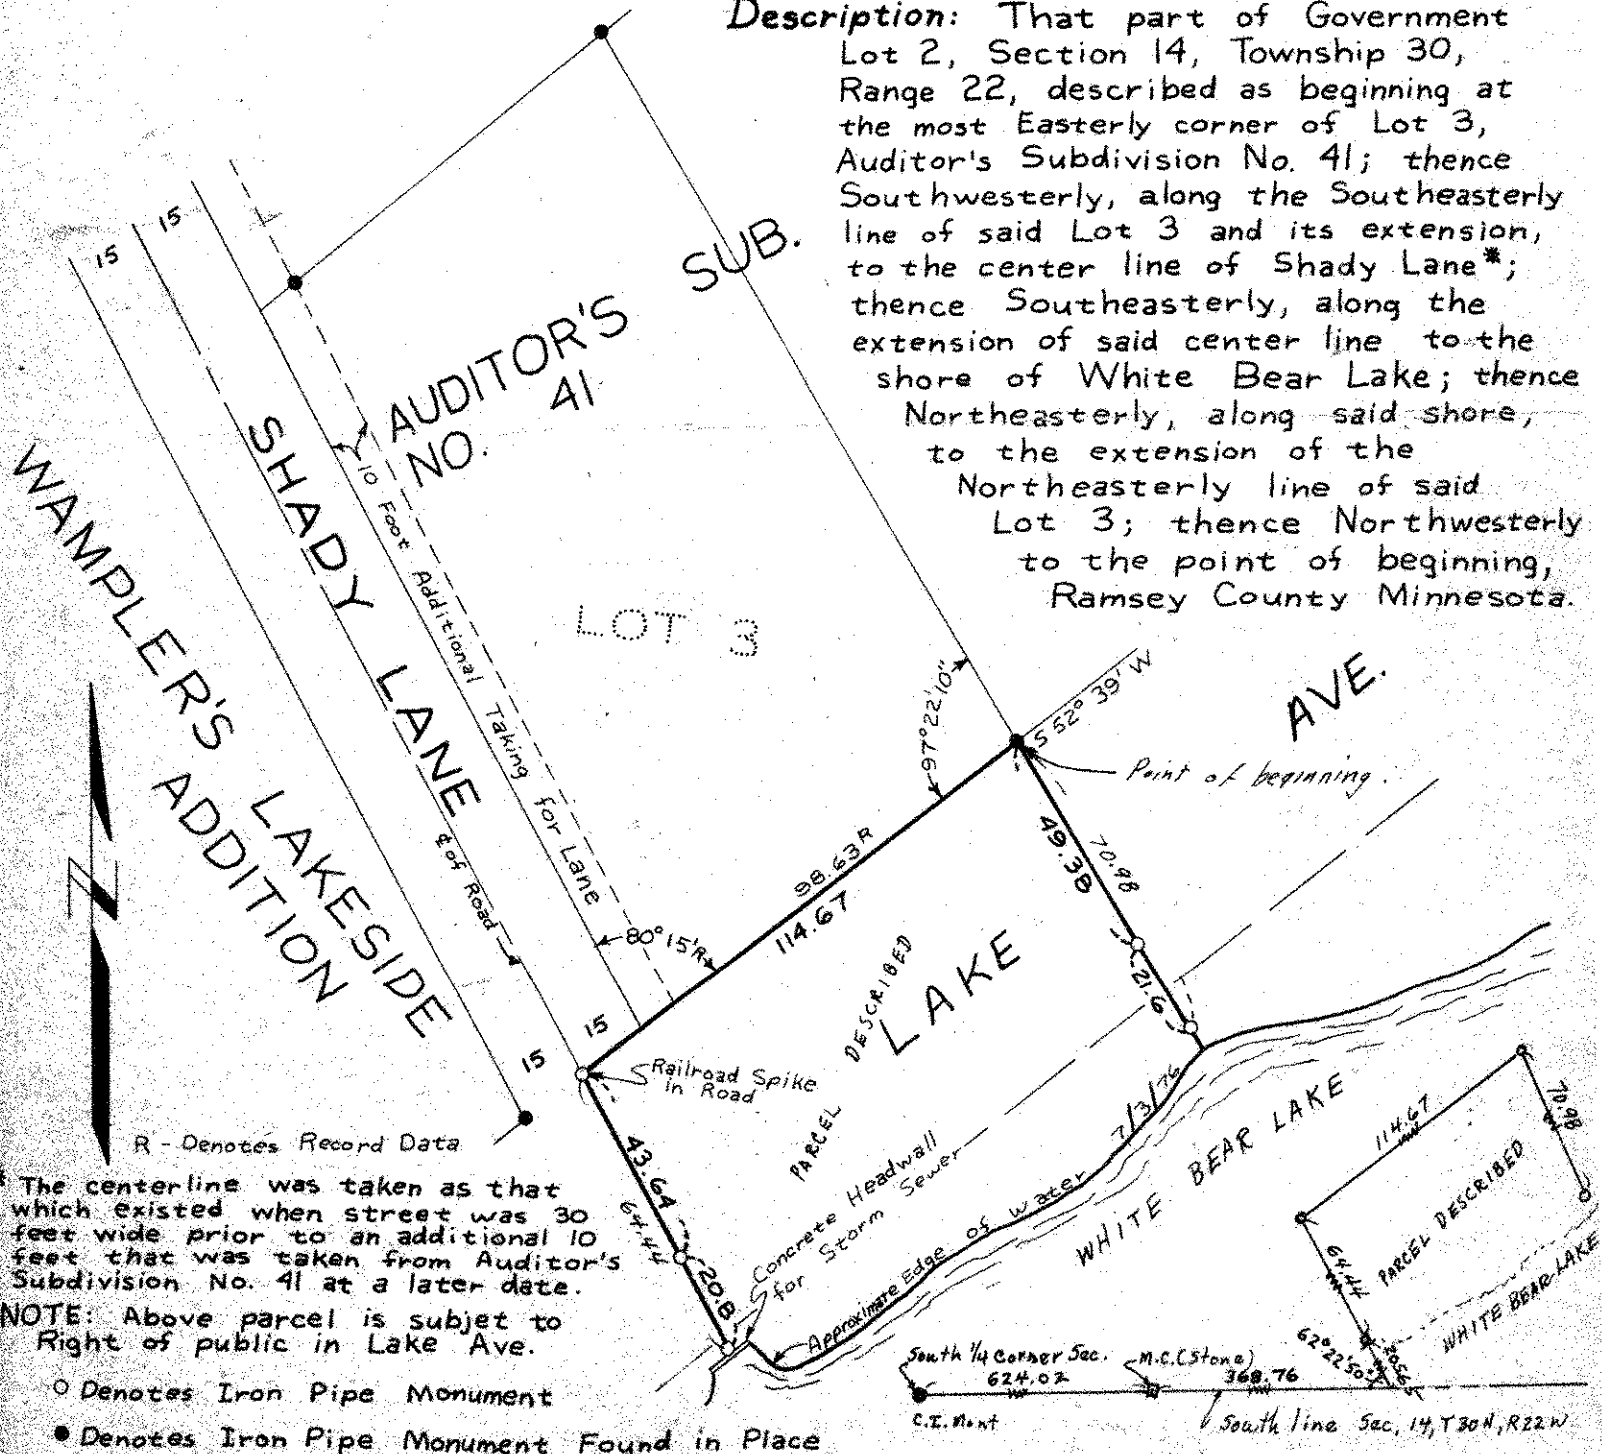 Description: That part of Government
Lot 2, Section 14, Township 30,
Range 22, described as beginning at
the most Easterly corner of Lot 3,
Auditor's Subdivision No. 41; thence
Southwesterly, along the Southeasterly
line of said Lot 3 and its extension,
to the center line of Shady Lane*;
thence Southeasterly, along the
extension of said center line to the
shore of White Bear Lake; thence
Northeasterly, along said shore,
to the extension of the
Northeasterly line of said
Lot 3; thence Northwesterly
to the point of beginning,
Ramsey County Minnesota.
15
15
AUDITOR'S SUB.
NO. 41
10 Foot Additional Taking for Lane
SHADY LANE
WAMPLER'S LAKESIDE
ADDITION
LOT 3
97°22'10"
S 52° 39' W
Point of beginning.
LAKE AVE.
¢ of Road
80°15'R
98.63 R
114.67
49.38
70.98
21.6
15
15
Railroad Spike
in Road
PARCEL DESCRIBED
43.64
64.44
20.8
Concrete Headwall
for Storm Sewer
Approximate Edge of water 7/3/76
WHITE BEAR LAKE
R - Denotes Record Data
* The centerline was taken as that
which existed when street was 30
feet wide prior to an additional 10
feet that was taken from Auditor's
Subdivision No. 41 at a later date.
NOTE: Above parcel is subjet to
Right of public in Lake Ave.
○ Denotes Iron Pipe Monument
● Denotes Iron Pipe Monument Found in Place
114.67
70.98
64.44
PARCEL DESCRIBED
WHITE BEAR LAKE
62°22'50"
South 1/4 Corner Sec.
624.02
M.C. (Stone)
368.76
C.I. Mont
South line Sec, 14, T30N, R22W